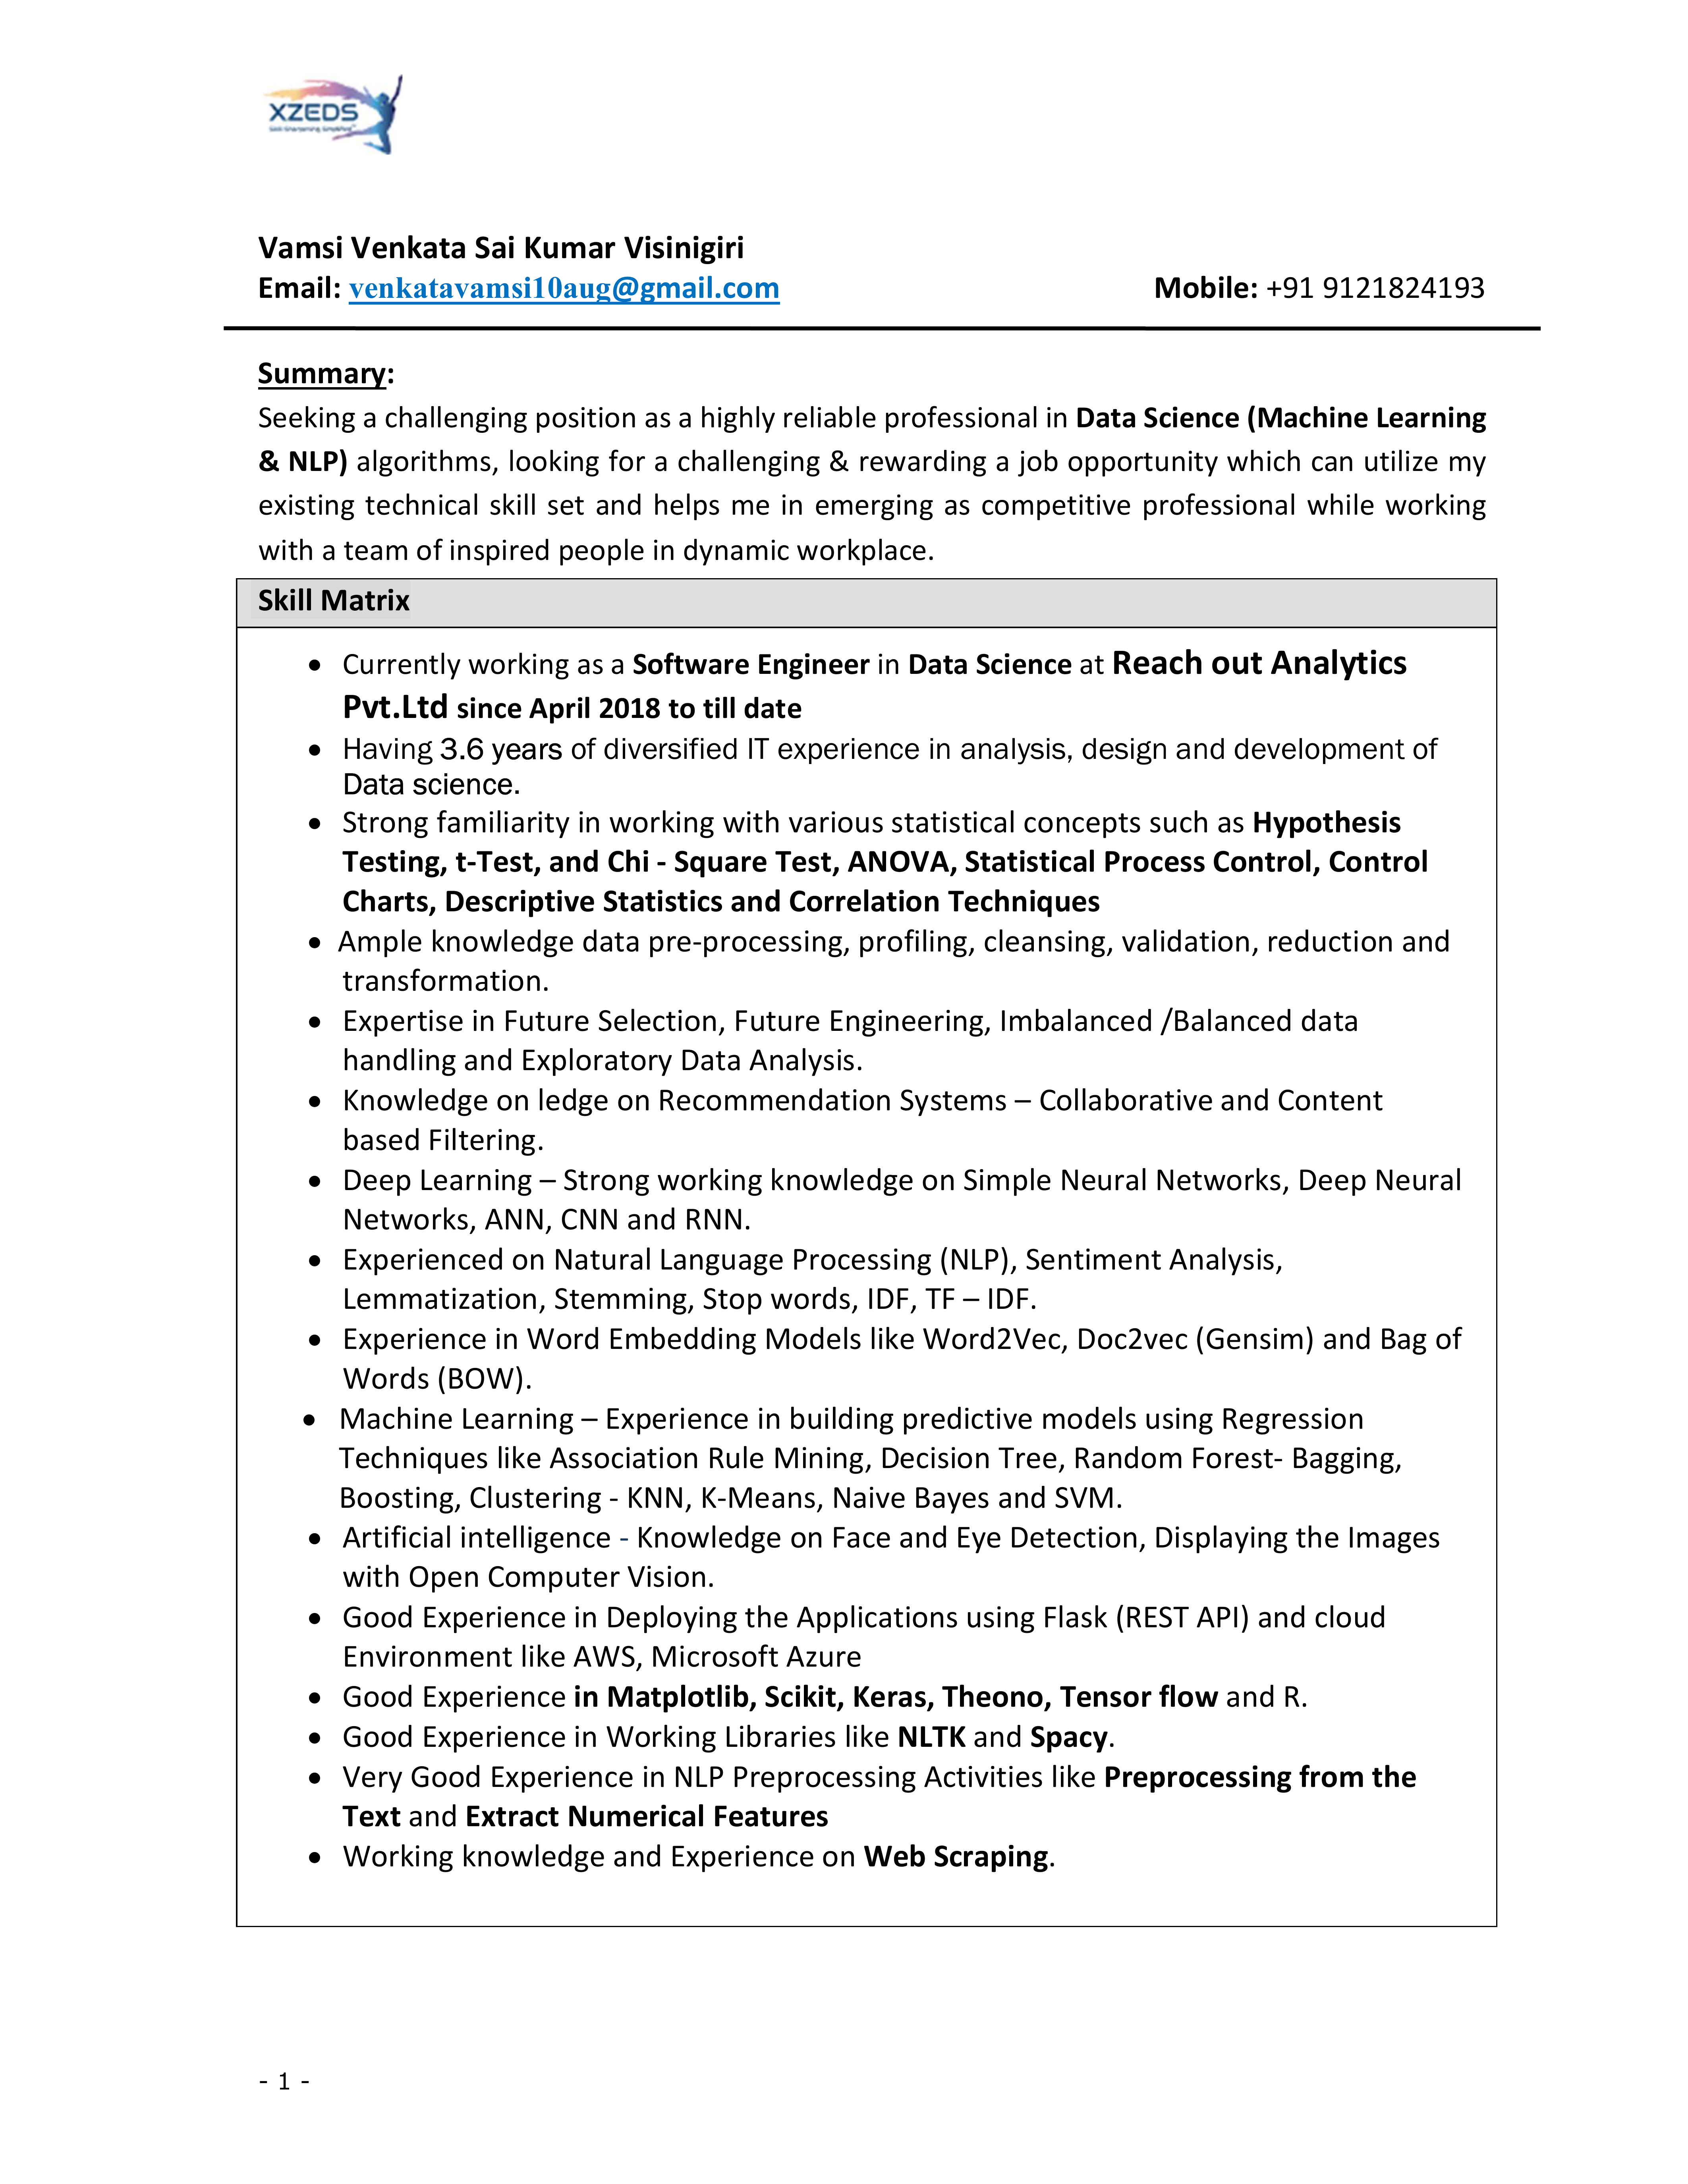 XZEDS
Vamsi Venkata Sai Kumar Visinigiri
Email: venkatavamsi10aug@gmail.com Mobile: +91 9121824193
Summary:
Seeking a challenging position as a highly reliable professional in Data Science (Machine Learning
& NLP) algorithms, looking for a challenging & rewarding a job opportunity which can utilize my
existing technical skill set and helps me in emerging as competitive professional while working
with a team of inspired people in dynamic workplace.
Skill Matrix
• Currently working as a Software Engineer in Data Science at Reach out Analytics
Pvt.Ltd since April 2018 to till date
• Having 3.6 years of diversified IT experience in analysis, design and development of
Data science.
• Strong familiarity in working with various statistical concepts such as Hypothesis
Testing, t-Test, and Chi - Square Test, ANOVA, Statistical Process Control, Control
Charts, Descriptive Statistics and Correlation Techniques
• Ample knowledge data pre-processing, profiling, cleansing, validation, reduction and
transformation.
• Expertise in Future Selection, Future Engineering, Imbalanced /Balanced data
handling and Exploratory Data Analysis.
• Knowledge on ledge on Recommendation Systems – Collaborative and Content
based Filtering.
• Deep Learning – Strong working knowledge on Simple Neural Networks, Deep Neural
Networks, ANN, CNN and RNN.
• Experienced on Natural Language Processing (NLP), Sentiment Analysis,
Lemmatization, Stemming, Stop words, IDF, TF – IDF.
• Experience in Word Embedding Models like Word2Vec, Doc2vec (Gensim) and Bag of
Words (BOW).
• Machine Learning – Experience in building predictive models using Regression
Techniques like Association Rule Mining, Decision Tree, Random Forest- Bagging,
Boosting, Clustering - KNN, K-Means, Naive Bayes and SVM.
• Artificial intelligence - Knowledge on Face and Eye Detection, Displaying the Images
with Open Computer Vision.
• Good Experience in Deploying the Applications using Flask (REST API) and cloud
Environment like AWS, Microsoft Azure
• Good Experience in Matplotlib, Scikit, Keras, Theono, Tensor flow and R.
• Good Experience in Working Libraries like NLTK and Spacy.
• Very Good Experience in NLP Preprocessing Activities like Preprocessing from the
Text and Extract Numerical Features
• Working knowledge and Experience on Web Scraping.
- 1 -